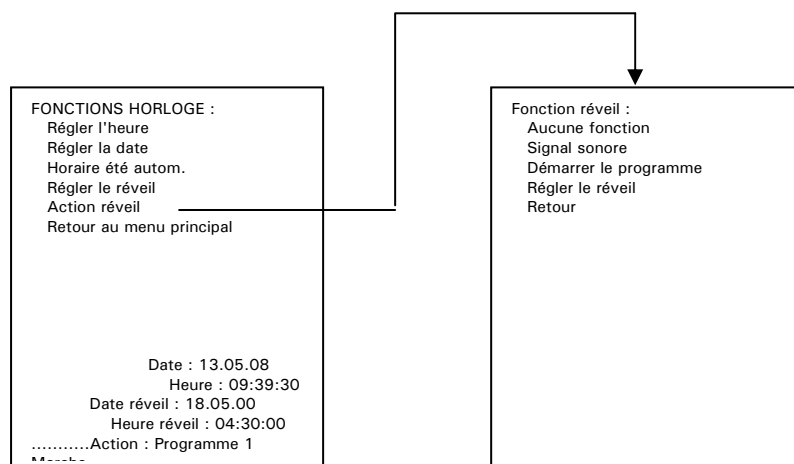 FONCTIONS HORLOGE :
Régler l'heure
Régler la date
Horaire été autom.
Régler le réveil
Action réveil
Retour au menu principal
Date : 13.05.08
Heure : 09:39:30
Date réveil : 18.05.00
Heure réveil : 04:30:00
...........Action : Programme 1
Marche
Fonction réveil :
Aucune fonction
Signal sonore
Démarrer le programme
Régler le réveil
Retour